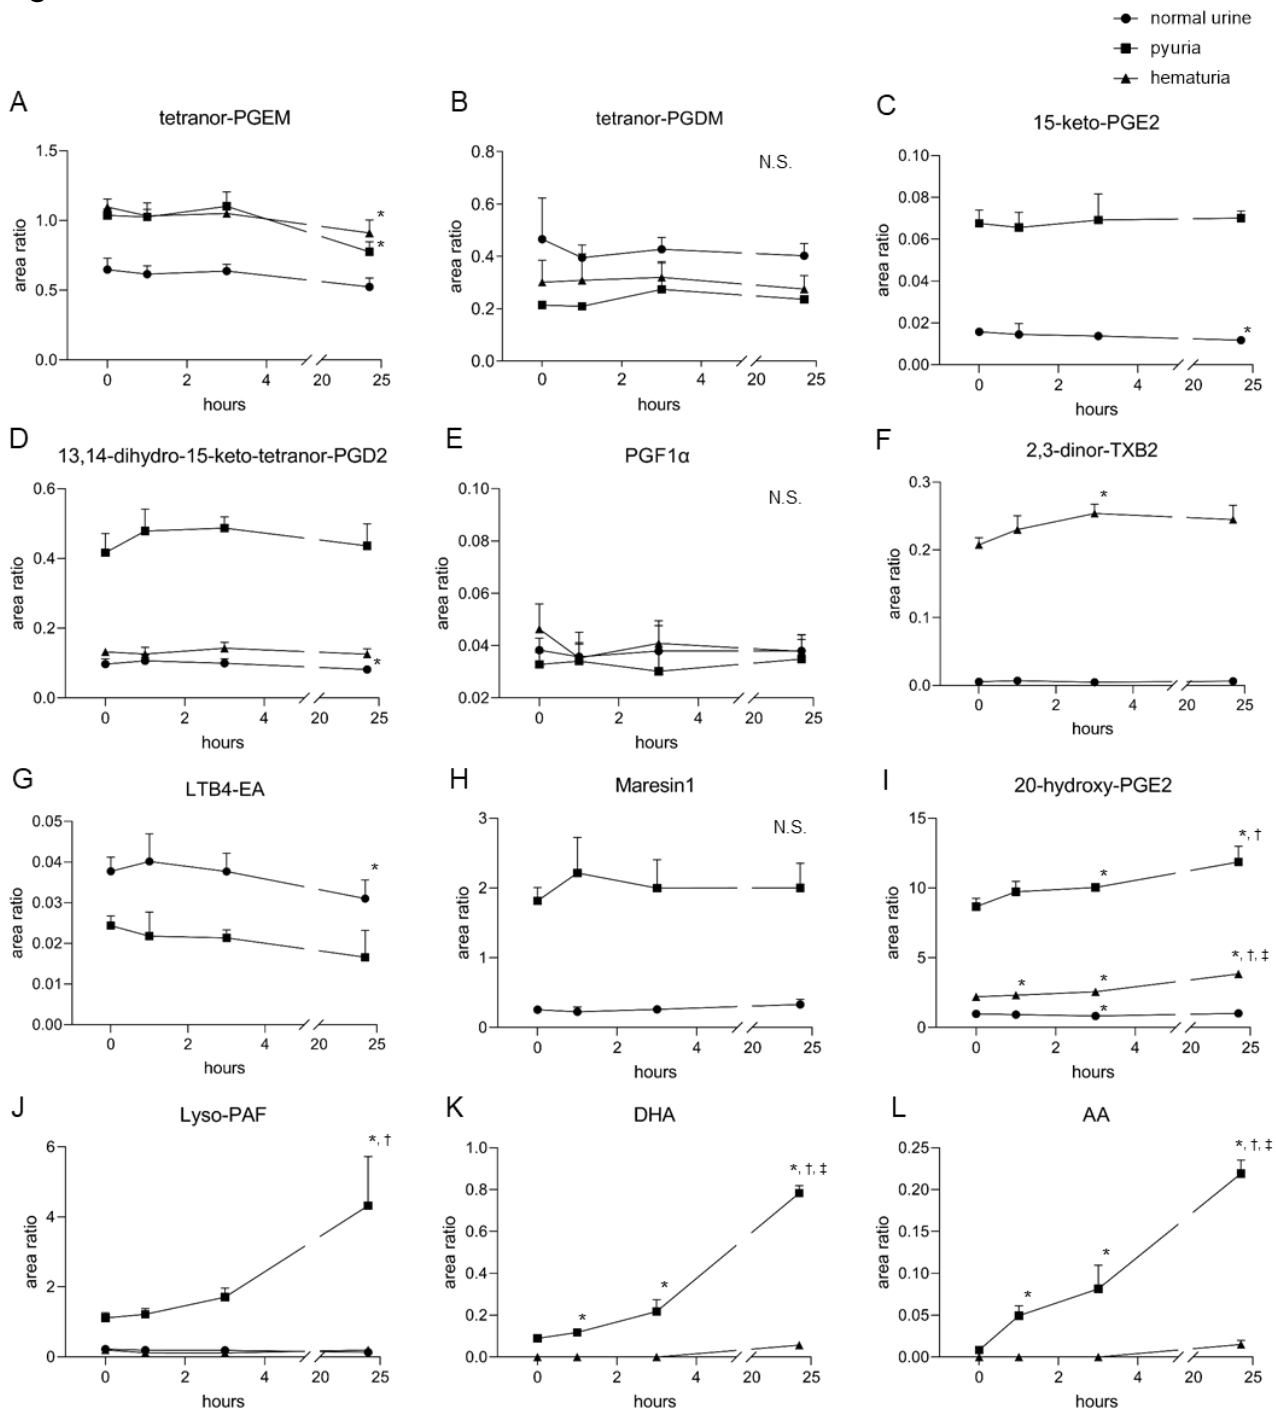 normal urine
pyuria
hematuria
A
tetranor-PGEM
1.5
1.0
0.5
0.0
area ratio
*
*
0 2 4 20 25
hours
B
tetranor-PGDM
N.S.
0.8
0.6
0.4
0.2
0.0
area ratio
0 2 4 20 25
hours
C
15-keto-PGE2
0.10
0.08
0.06
0.04
0.02
0.00
area ratio
*
0 2 4 20 25
hours
D
13,14-dihydro-15-keto-tetranor-PGD2
0.6
0.4
0.2
0.0
area ratio
*
0 2 4 20 25
hours
E
PGF1α
N.S.
0.10
0.08
0.06
0.04
0.02
area ratio
0 2 4 20 25
hours
F
2,3-dinor-TXB2
0.3
0.2
0.1
0.0
area ratio
*
0 2 4 20 25
hours
G
LTB4-EA
0.05
0.04
0.03
0.02
0.01
0.00
area ratio
*
0 2 4 20 25
hours
H
Maresin1
N.S.
3
2
1
0
area ratio
0 2 4 20 25
hours
I
20-hydroxy-PGE2
15
10
5
0
area ratio
*, †
*
*, †, ‡
* *
*
0 2 4 20 25
hours
J
Lyso-PAF
6
4
2
0
area ratio
*, †
0 2 4 20 25
hours
K
DHA
1.0
0.8
0.6
0.4
0.2
0.0
area ratio
*, †, ‡
*
*
0 2 4 20 25
hours
L
AA
0.25
0.20
0.15
0.10
0.05
0.00
area ratio
*, †, ‡
*
*
0 2 4 20 25
hours